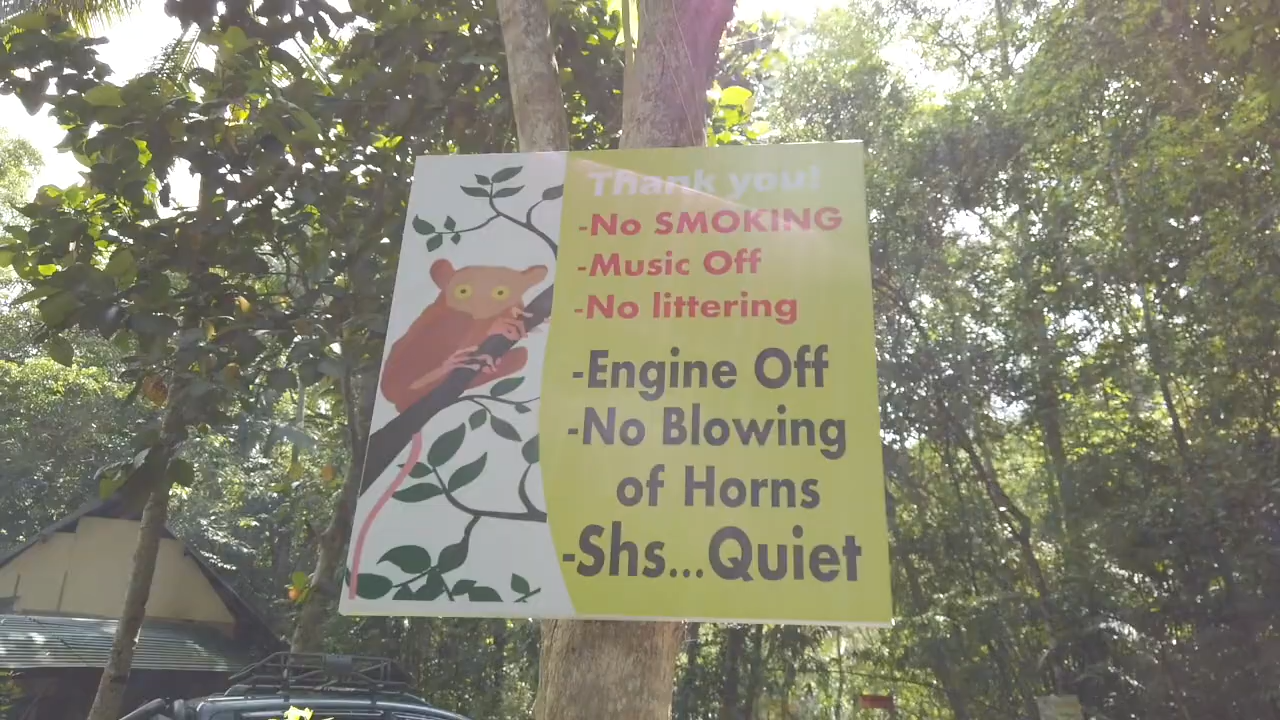 Thank you!
-No SMOKING
-Music Off
-No littering
-Engine Off
-No Blowing
of Horns
-Shs...Quiet